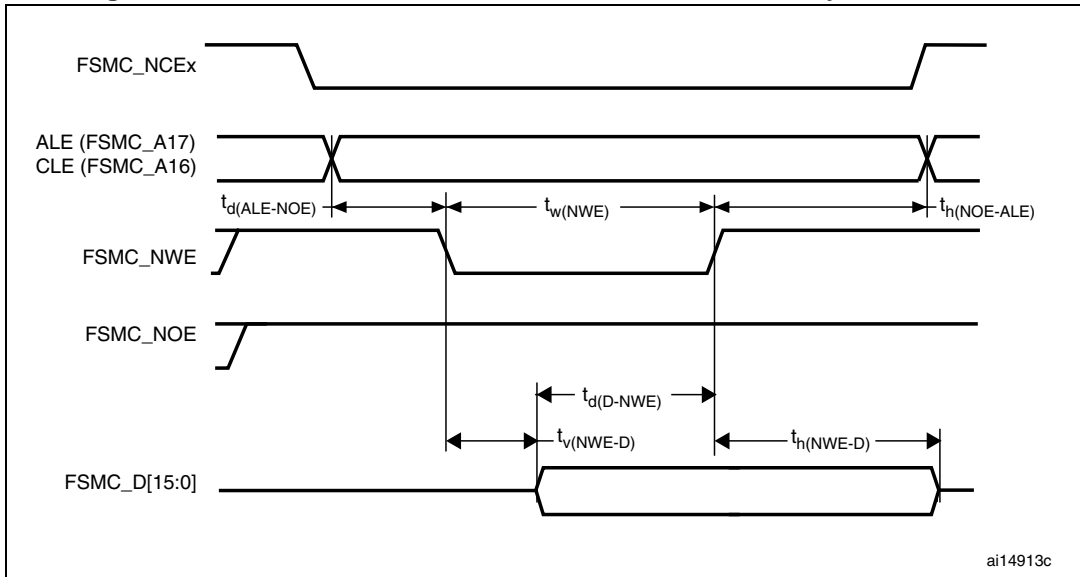 FSMC_NCEx
ALE (FSMC_A17)
CLE (FSMC_A16)
td(ALE-NOE)
tw(NWE)
th(NOE-ALE)
FSMC_NWE
FSMC_NOE
td(D-NWE)
tv(NWE-D)
th(NWE-D)
FSMC_D[15:0]
ai14913c